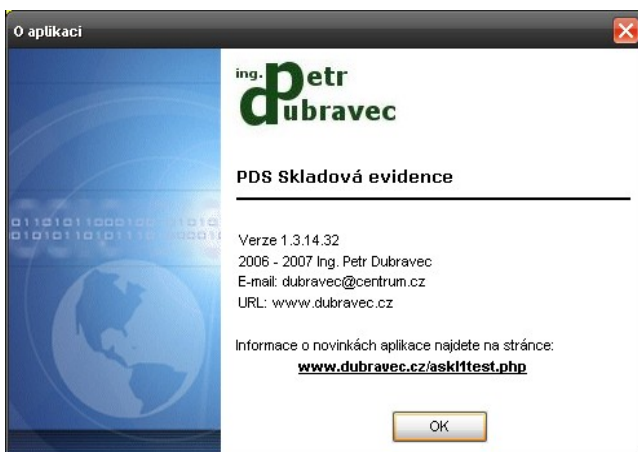 O aplikaci
ing. Petr
dubravec
PDS Skladová evidence
Verze 1.3.14.32
2006 - 2007 Ing. Petr Dubravec
E-mail: dubravec@centrum.cz
URL: www.dubravec.cz
Informace o novinkách aplikace najdete na stránce:
www.dubravec.cz/askl1test.php
OK